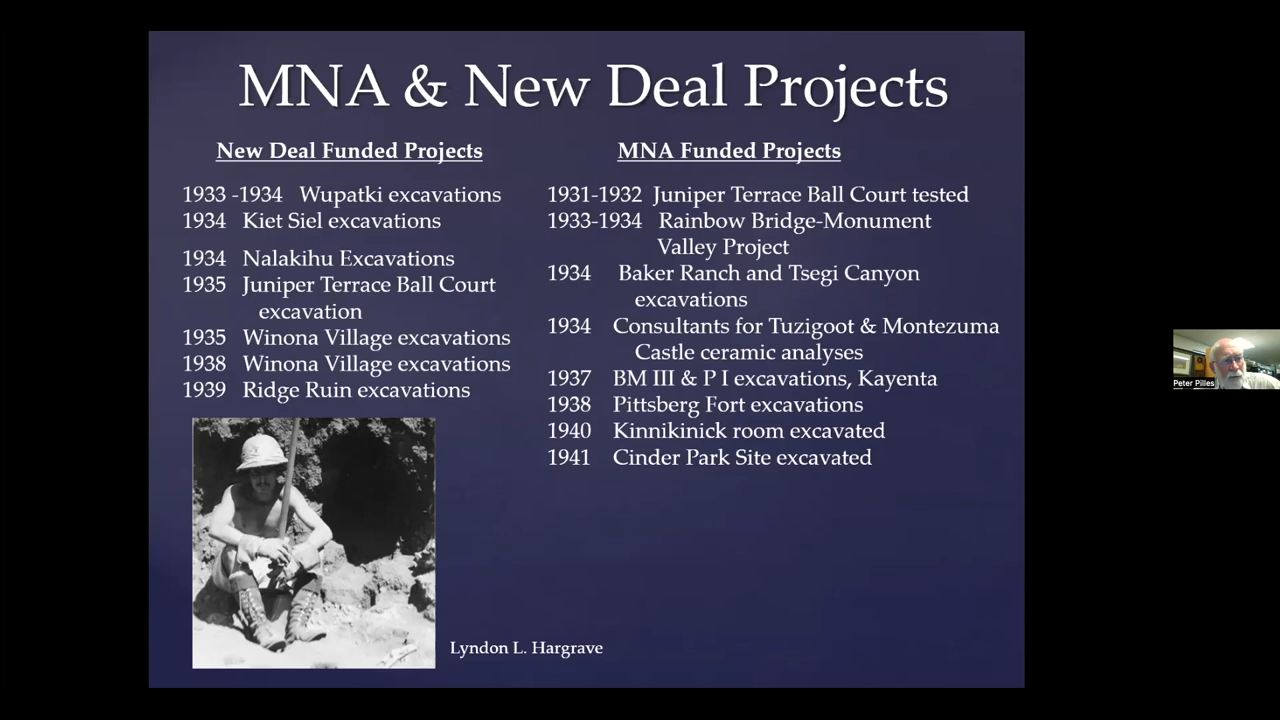 MNA & New Deal Projects
New Deal Funded Projects
1933 -1934 Wupatki excavations
1934 Kiet Siel excavations
1934 Nalakihu Excavations
1935 Juniper Terrace Ball Court
excavation
1935 Winona Village excavations
1938 Winona Village excavations
1939 Ridge Ruin excavations
MNA Funded Projects
1931-1932 Juniper Terrace Ball Court tested
1933-1934 Rainbow Bridge-Monument
Valley Project
1934 Baker Ranch and Tsegi Canyon
excavations
1934 Consultants for Tuzigoot & Montezuma
Castle ceramic analyses
1937 BM III & P I excavations, Kayenta
1938 Pittsberg Fort excavations
1940 Kinnikinick room excavated
1941 Cinder Park Site excavated
Lyndon L. Hargrave
Peter Pilles